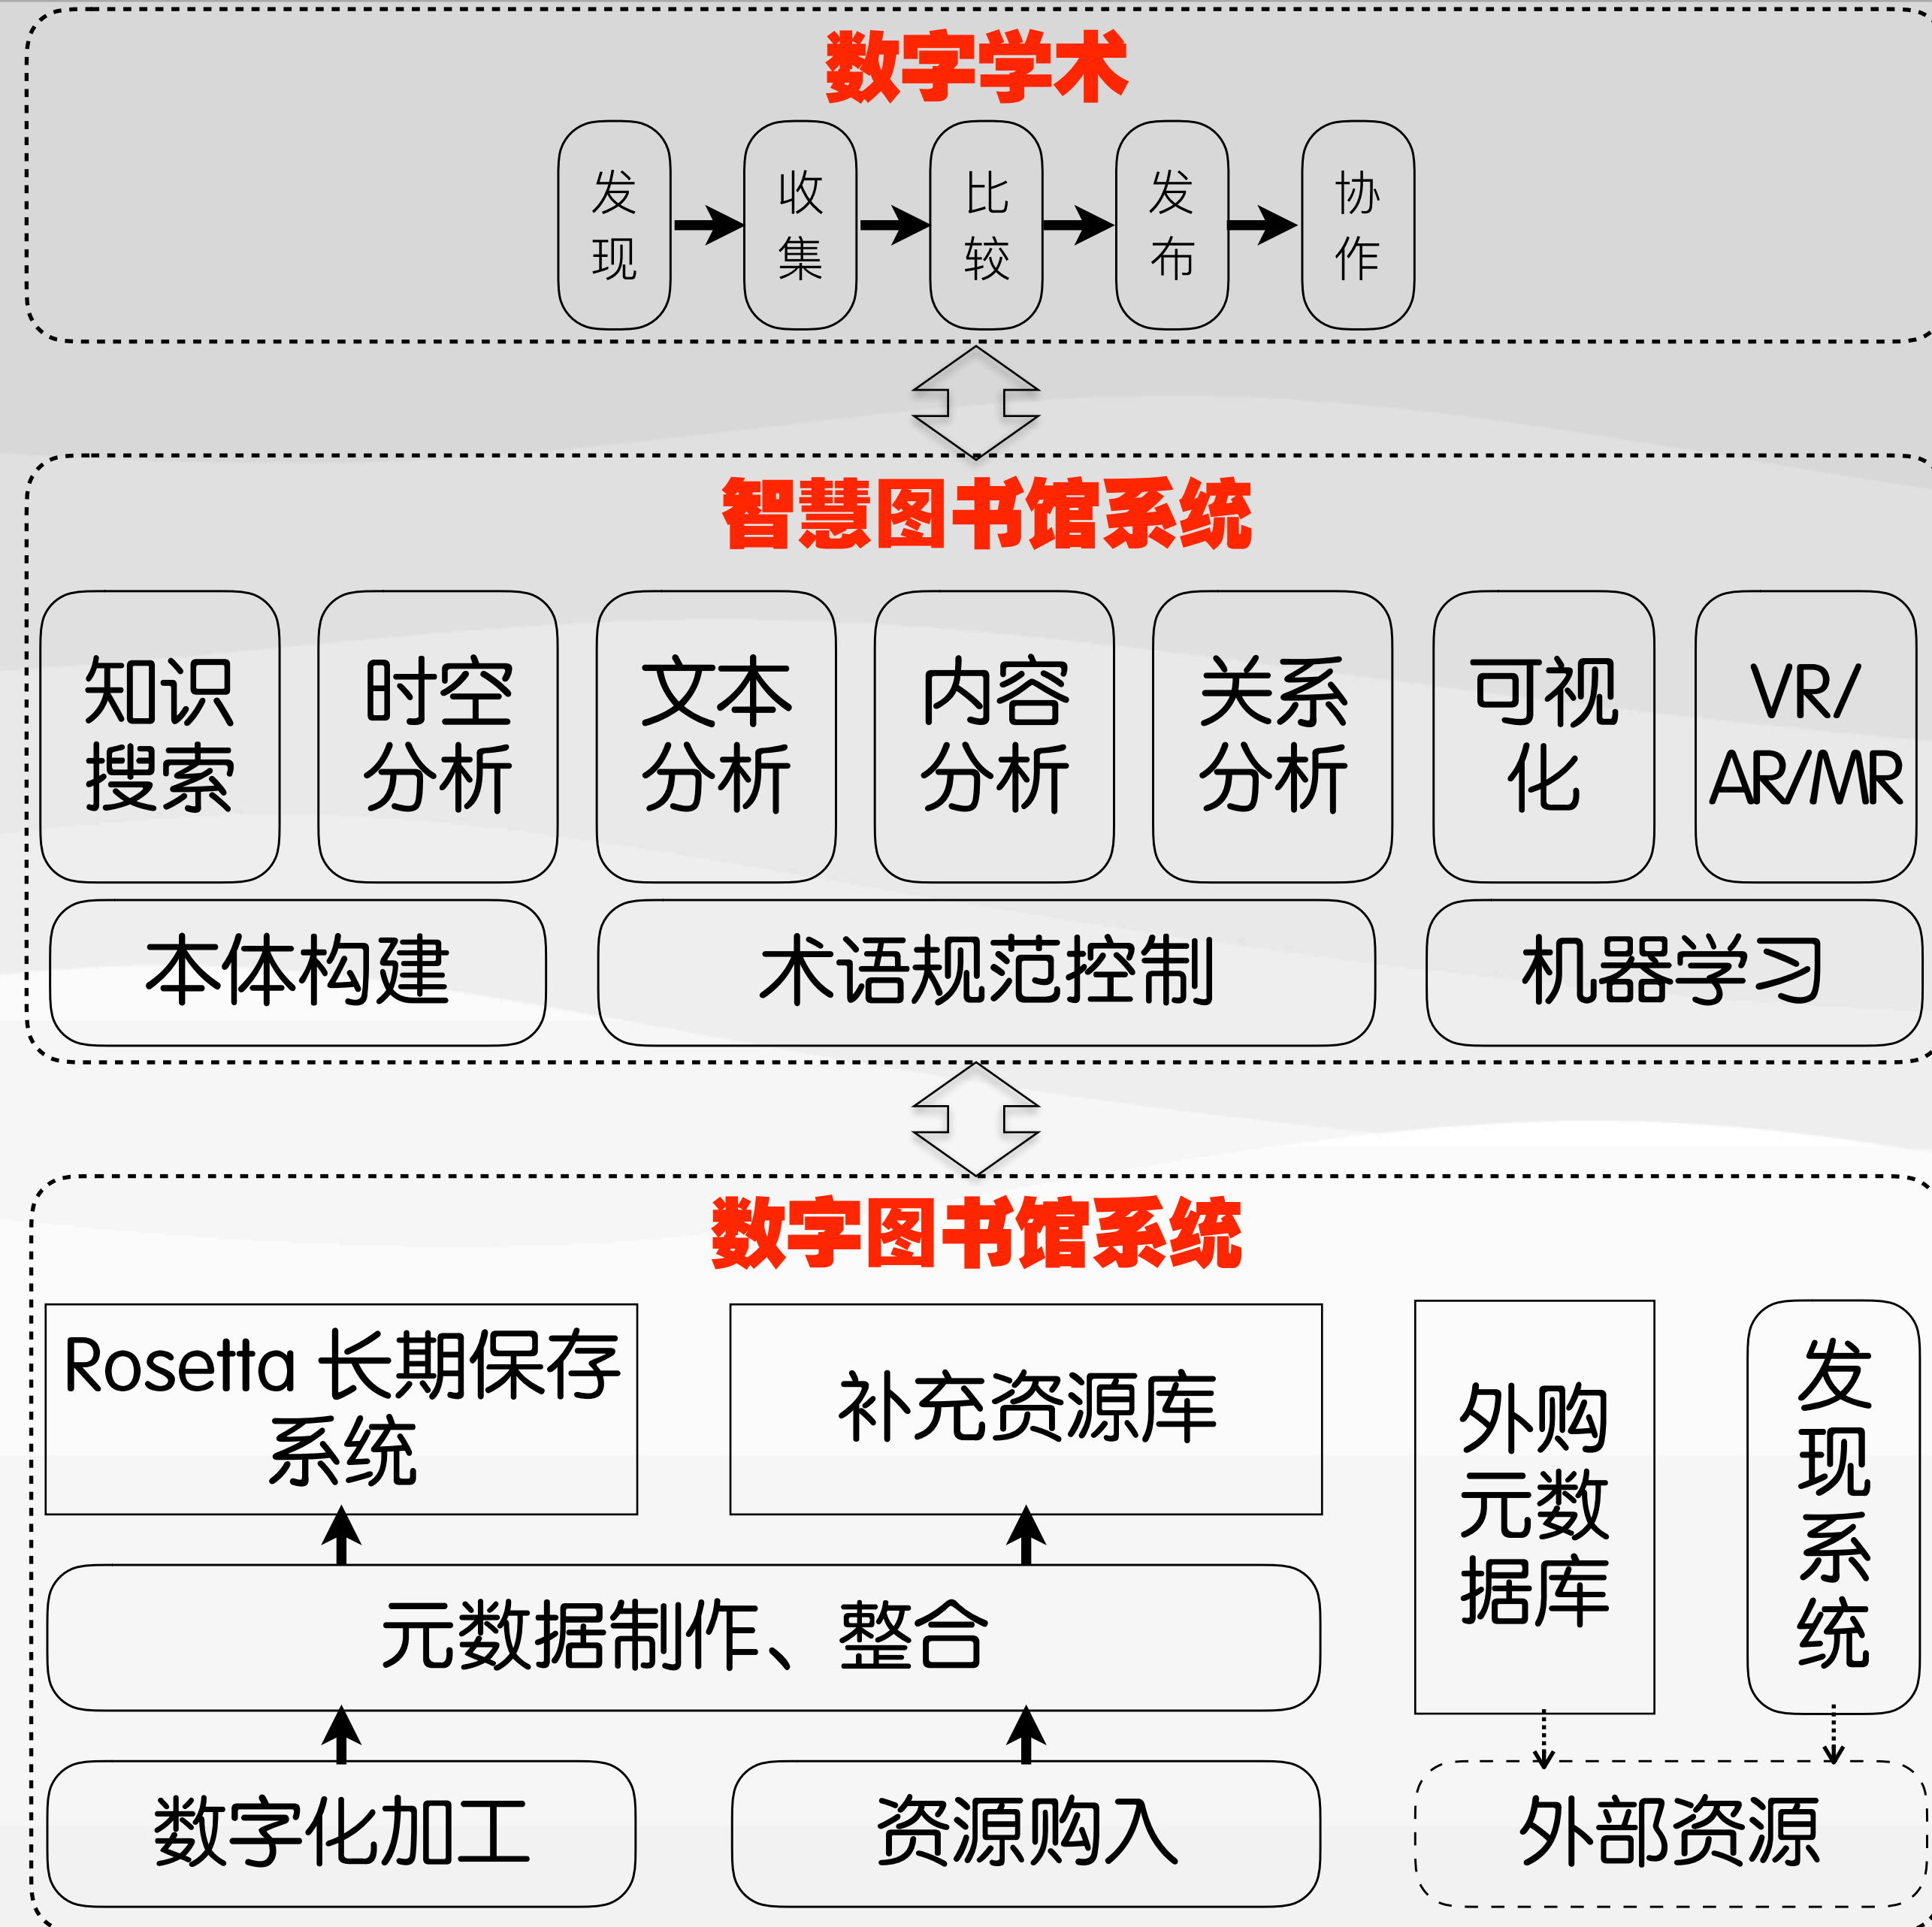 数字学术
发现
收集
比较
发布
协作
智慧图书馆系统
知识
搜索
时空
分析
文本
分析
内容
分析
关系
分析
可视
化
VR/
AR/MR
本体构建
术语规范控制
机器学习
数字图书馆系统
Rosetta 长期保存
系统
补充资源库
外购
元数
据库
发现系统
元数据制作、整合
数字化加工
资源购入
外部资源